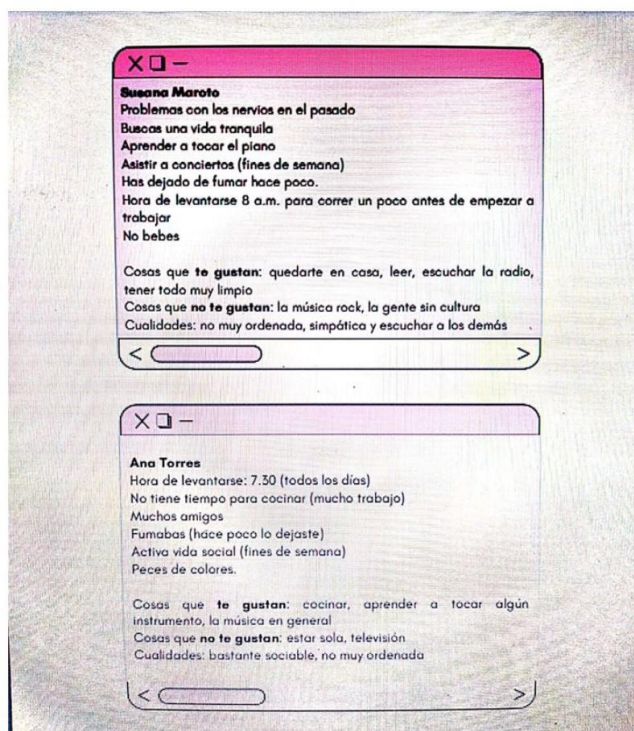 Susana Maroto
Problemas con los nervios en el pasado
Buscas una vida tranquila
Aprender a tocar el piano
Asistir a conciertos (fines de semana)
Has dejado de fumar hace poco.
Hora de levantarse 8 a.m. para correr un poco antes de empezar a
trabajar
No bebes
Cosas que te gustan: quedarte en casa, leer, escuchar la radio,
tener todo muy limpio
Cosas que no te gustan: la música rock, la gente sin cultura
Cualidades: no muy ordenada, simpática y escuchar a los demás
Ana Torres
Hora de levantarse: 7.30 (todos los días)
No tiene tiempo para cocinar (mucho trabajo)
Muchos amigos
Fumabas (hace poco lo dejaste)
Activa vida social (fines de semana)
Peces de colores.
Cosas que te gustan: cocinar, aprender a tocar algún
instrumento, la música en general
Cosas que no te gustan: estar sola, televisión
Cualidades: bastante sociable, no muy ordenada